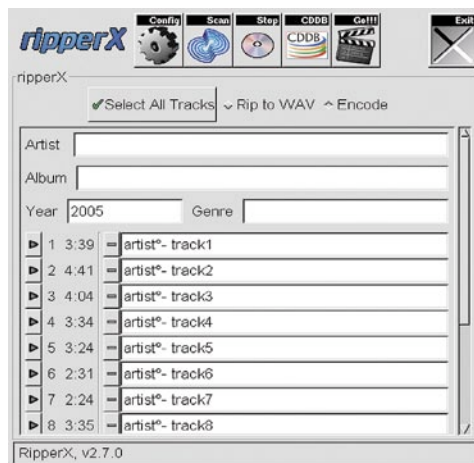 ripperX Config Scan Stop CDDB Go!!! Exit
CDDB
ripperX
Select All Tracks Rip to WAV Encode
Artist
Album
Year 2005 Genre
1 3:39 artist°- track1
2 4:41 artist°- track2
3 4:04 artist°- track3
4 3:34 artist°- track4
5 3:24 artist°- track5
6 2:31 artist°- track6
7 2:24 artist°- track7
8 3:35 artist°- track8
RipperX, v2.7.0